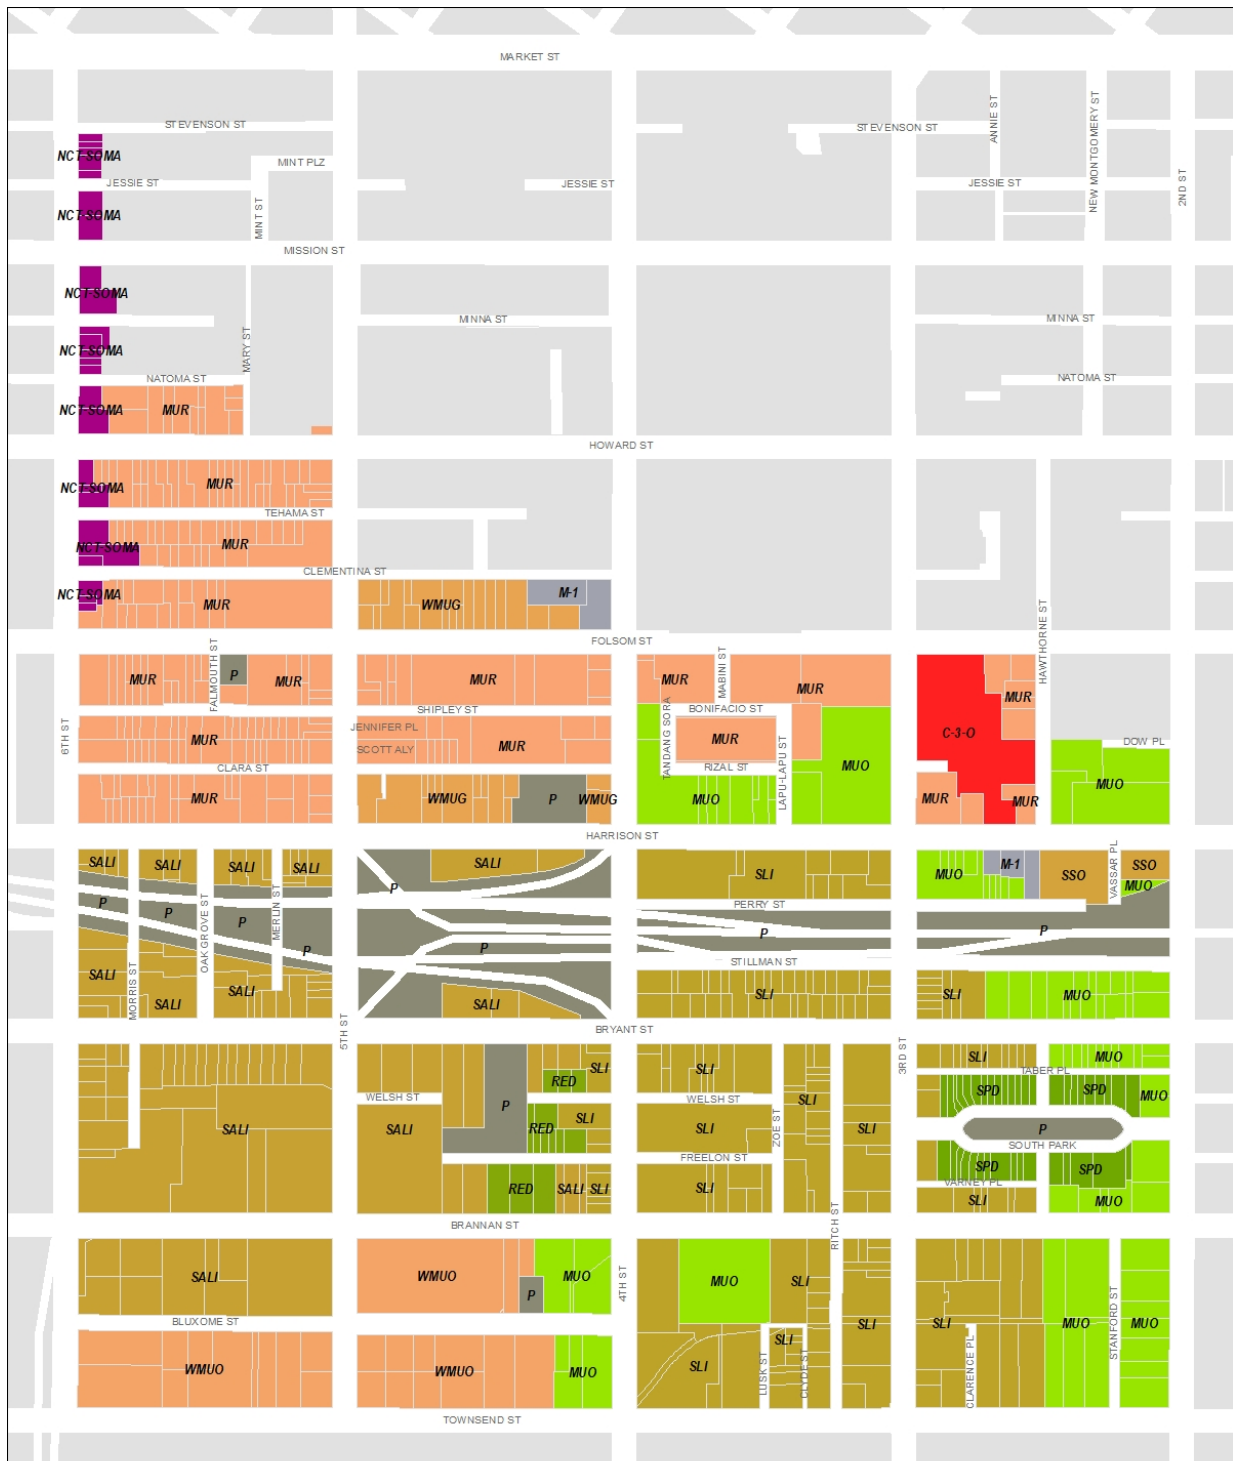 MARKET ST
STEVENSON ST
STEVENSON ST
ANNIE ST
NEW MONTGOMERY ST
2ND ST
NCT-SOMA
MINT PLZ
JESSIE ST
JESSIE ST
JESSIE ST
NCT-SOMA
MINT ST
MISSION ST
NCT-SOMA
MINNA ST
MINNA ST
NCT-SOMA
MARY ST
NATOMA ST
NATOMA ST
NCT-SOMA
MUR
HOWARD ST
NCT-SOMA
MUR
TEHAMA ST
NCT-SOMA
MUR
CLEMENTINA ST
NCT-SOMA
MUR
WMUG
M-1
FOLSOM ST
HAWTHORNE ST
6TH ST
MUR
FALMOUTH ST
P
MUR
MUR
MUR
MABINI ST
MUR
MUR
SHIPLEY ST
BONIFACIO ST
TANDANG SORA
JENNIFER PL
SCOTT ALY
MUR
MUR
MUR
C-3-O
DOW PL
CLARA ST
RIZAL ST
LAPU-LAPU ST
MUO
MUO
MUR
WMUG
P
WMUG
MUO
MUR
MUR
HARRISON ST
SALI
SALI
SALI
SALI
SALI
SLI
MUO
M-1
SSO
VASSAR PL
SSO
MUO
P
PERRY ST
P
P
P
P
P
P
P
MERLIN ST
OAK GROVE ST
MORRIS ST
STILLMAN ST
SALI
SALI
SALI
SALI
SLI
SLI
MUO
5TH ST
BRYANT ST
3RD ST
SLI
SLI
SLI
MUO
TABER PL
RED
WELSH ST
WELSH ST
SLI
SPD
SPD
MUO
P
SALI
SALI
RED
SLI
SLI
ZOE ST
SLI
P
SOUTH PARK
FREELON ST
RED
SALI
SLI
SLI
SPD
SPD
VARNEY PL
SLI
MUO
BRANNAN ST
RITCH ST
SALI
WMUO
P
MUO
4TH ST
MUO
SLI
BLUXOME ST
SLI
SLI
SLI
MUO
STANFORD ST
MUO
WMUO
WMUO
MUO
SLI
LUSK ST
CLYDE ST
CLARENCE PL
TOWNSEND ST